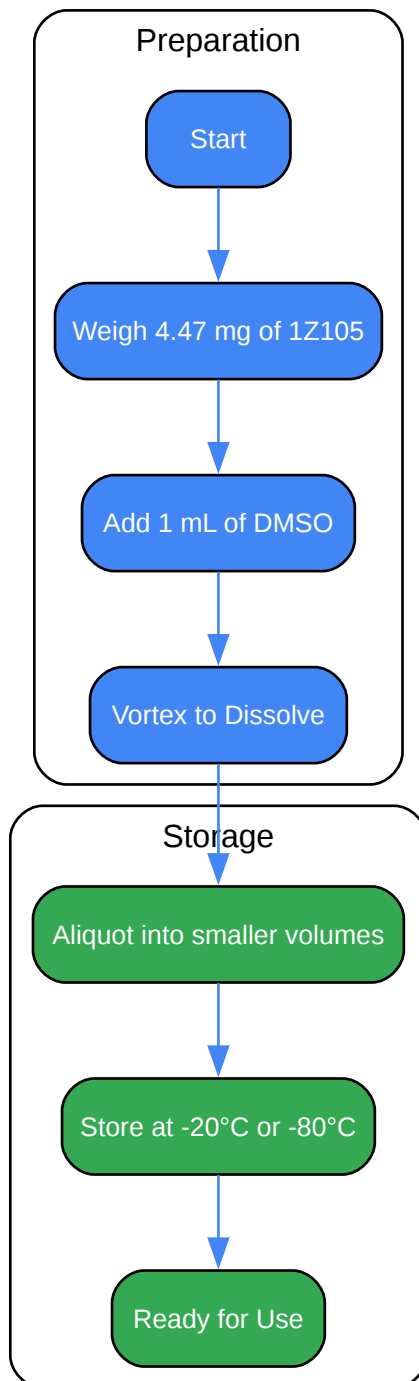 Preparation
Start
Weigh 4.47 mg of 1Z105
Add 1 mL of DMSO
Vortex to Dissolve
Storage
Aliquot into smaller volumes
Store at -20°C or -80°C
Ready for Use